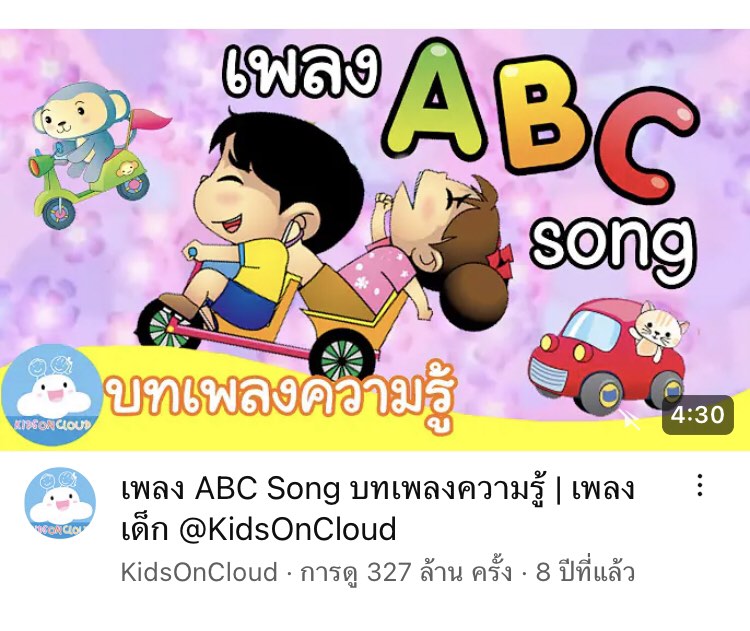 เพลง ABC
song
KIDSONCLOUD
บทเพลงความรู้
4:30
เพลง ABC Song บทเพลงความรู้ | เพลง
เด็ก @KidsOnCloud
KidsOnCloud · การดู 327 ล้าน ครั้ง · 8 ปีที่แล้ว